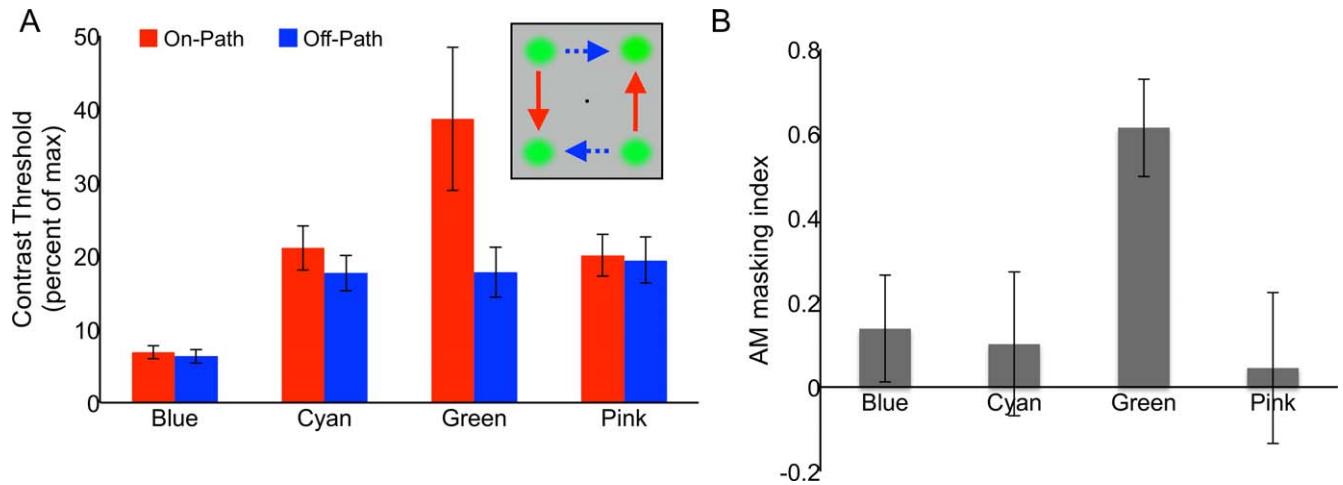 A
On-Path Off-Path
Contrast Threshold
(percent of max)
50
40
30
20
10
0
Blue Cyan Green Pink
B
AM masking index
0.8
0.6
0.4
0.2
0
-0.2
Blue Cyan Green Pink